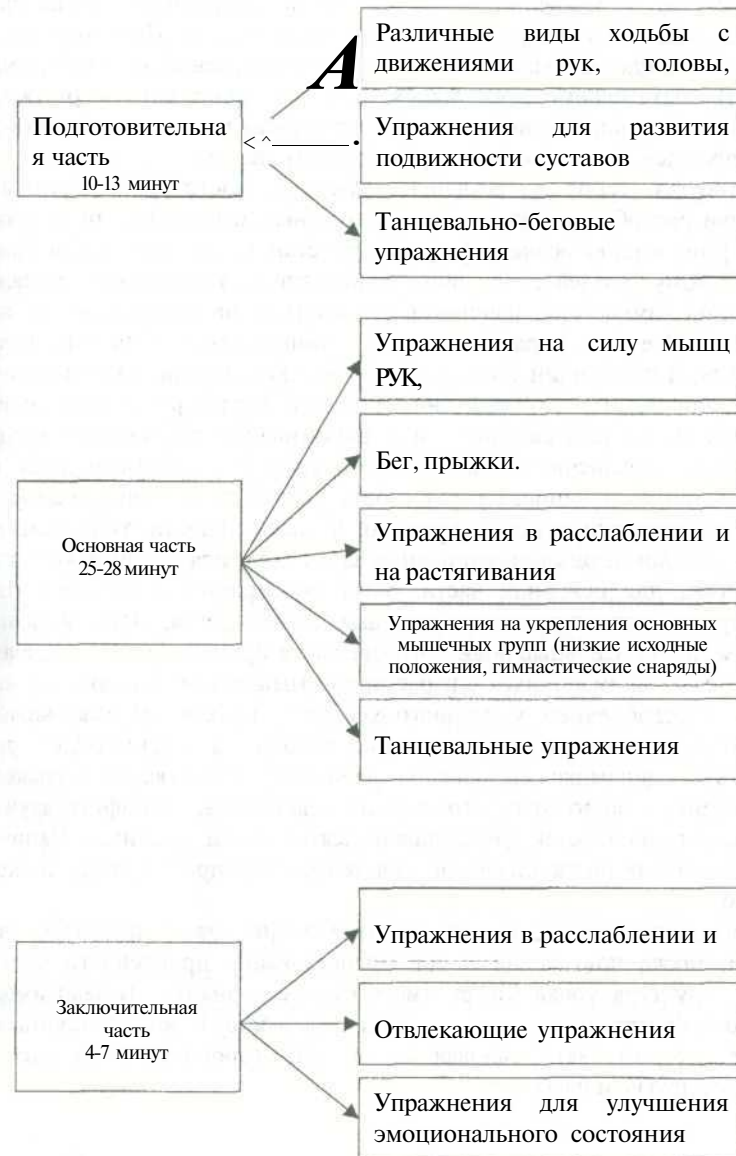 Различные виды ходьбы с
движениями рук, головы,
Подготовительна
я часть
10-13 минут
Упражнения для развития
подвижности суставов
Танцевально-беговые
упражнения
Упражнения на силу мышц
РУК,
Бег, прыжки.
Основная часть
25-28 минут
Упражнения в расслаблении и
на растягивания
Упражнения на укрепления основных
мышечных групп (низкие исходные
положения, гимнастические снаряды)
Танцевальные упражнения
Упражнения в расслаблении и
Заключительная
часть
4-7 минут
Отвлекающие упражнения
Упражнения для улучшения
эмоционального состояния